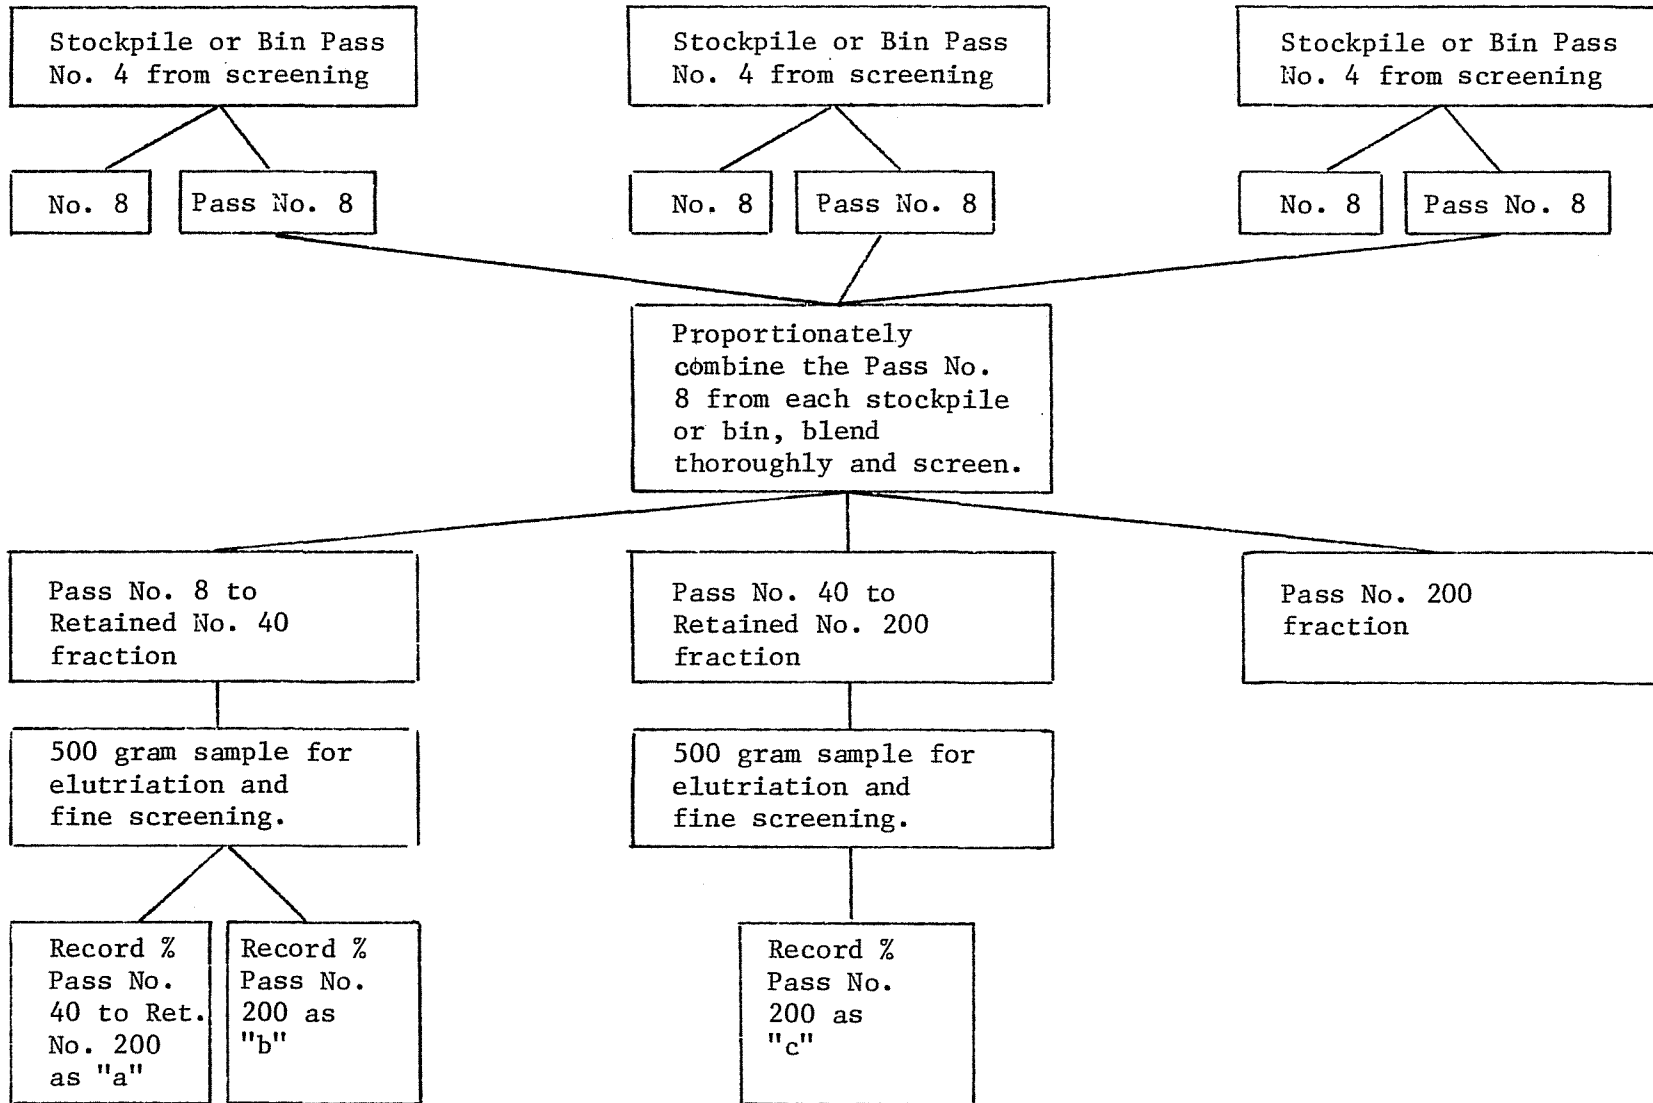 Stockpile or Bin Pass
No. 4 from screening
Stockpile or Bin Pass
No. 4 from screening
Stockpile or Bin Pass
No. 4 from screening
No. 8
Pass No. 8
No. 8
Pass No. 8
No. 8
Pass No. 8
Proportionately
combine the Pass No.
8 from each stockpile
or bin, blend
thoroughly and screen.
Pass No. 8 to
Retained No. 40
fraction
Pass No. 40 to
Retained No. 200
fraction
Pass No. 200
fraction
500 gram sample for
elutriation and
fine screening.
500 gram sample for
elutriation and
fine screening.
Record %
Pass No.
40 to Ret.
No. 200
as "a"
Record %
Pass No.
200 as
"b"
Record %
Pass No.
200 as
"c"